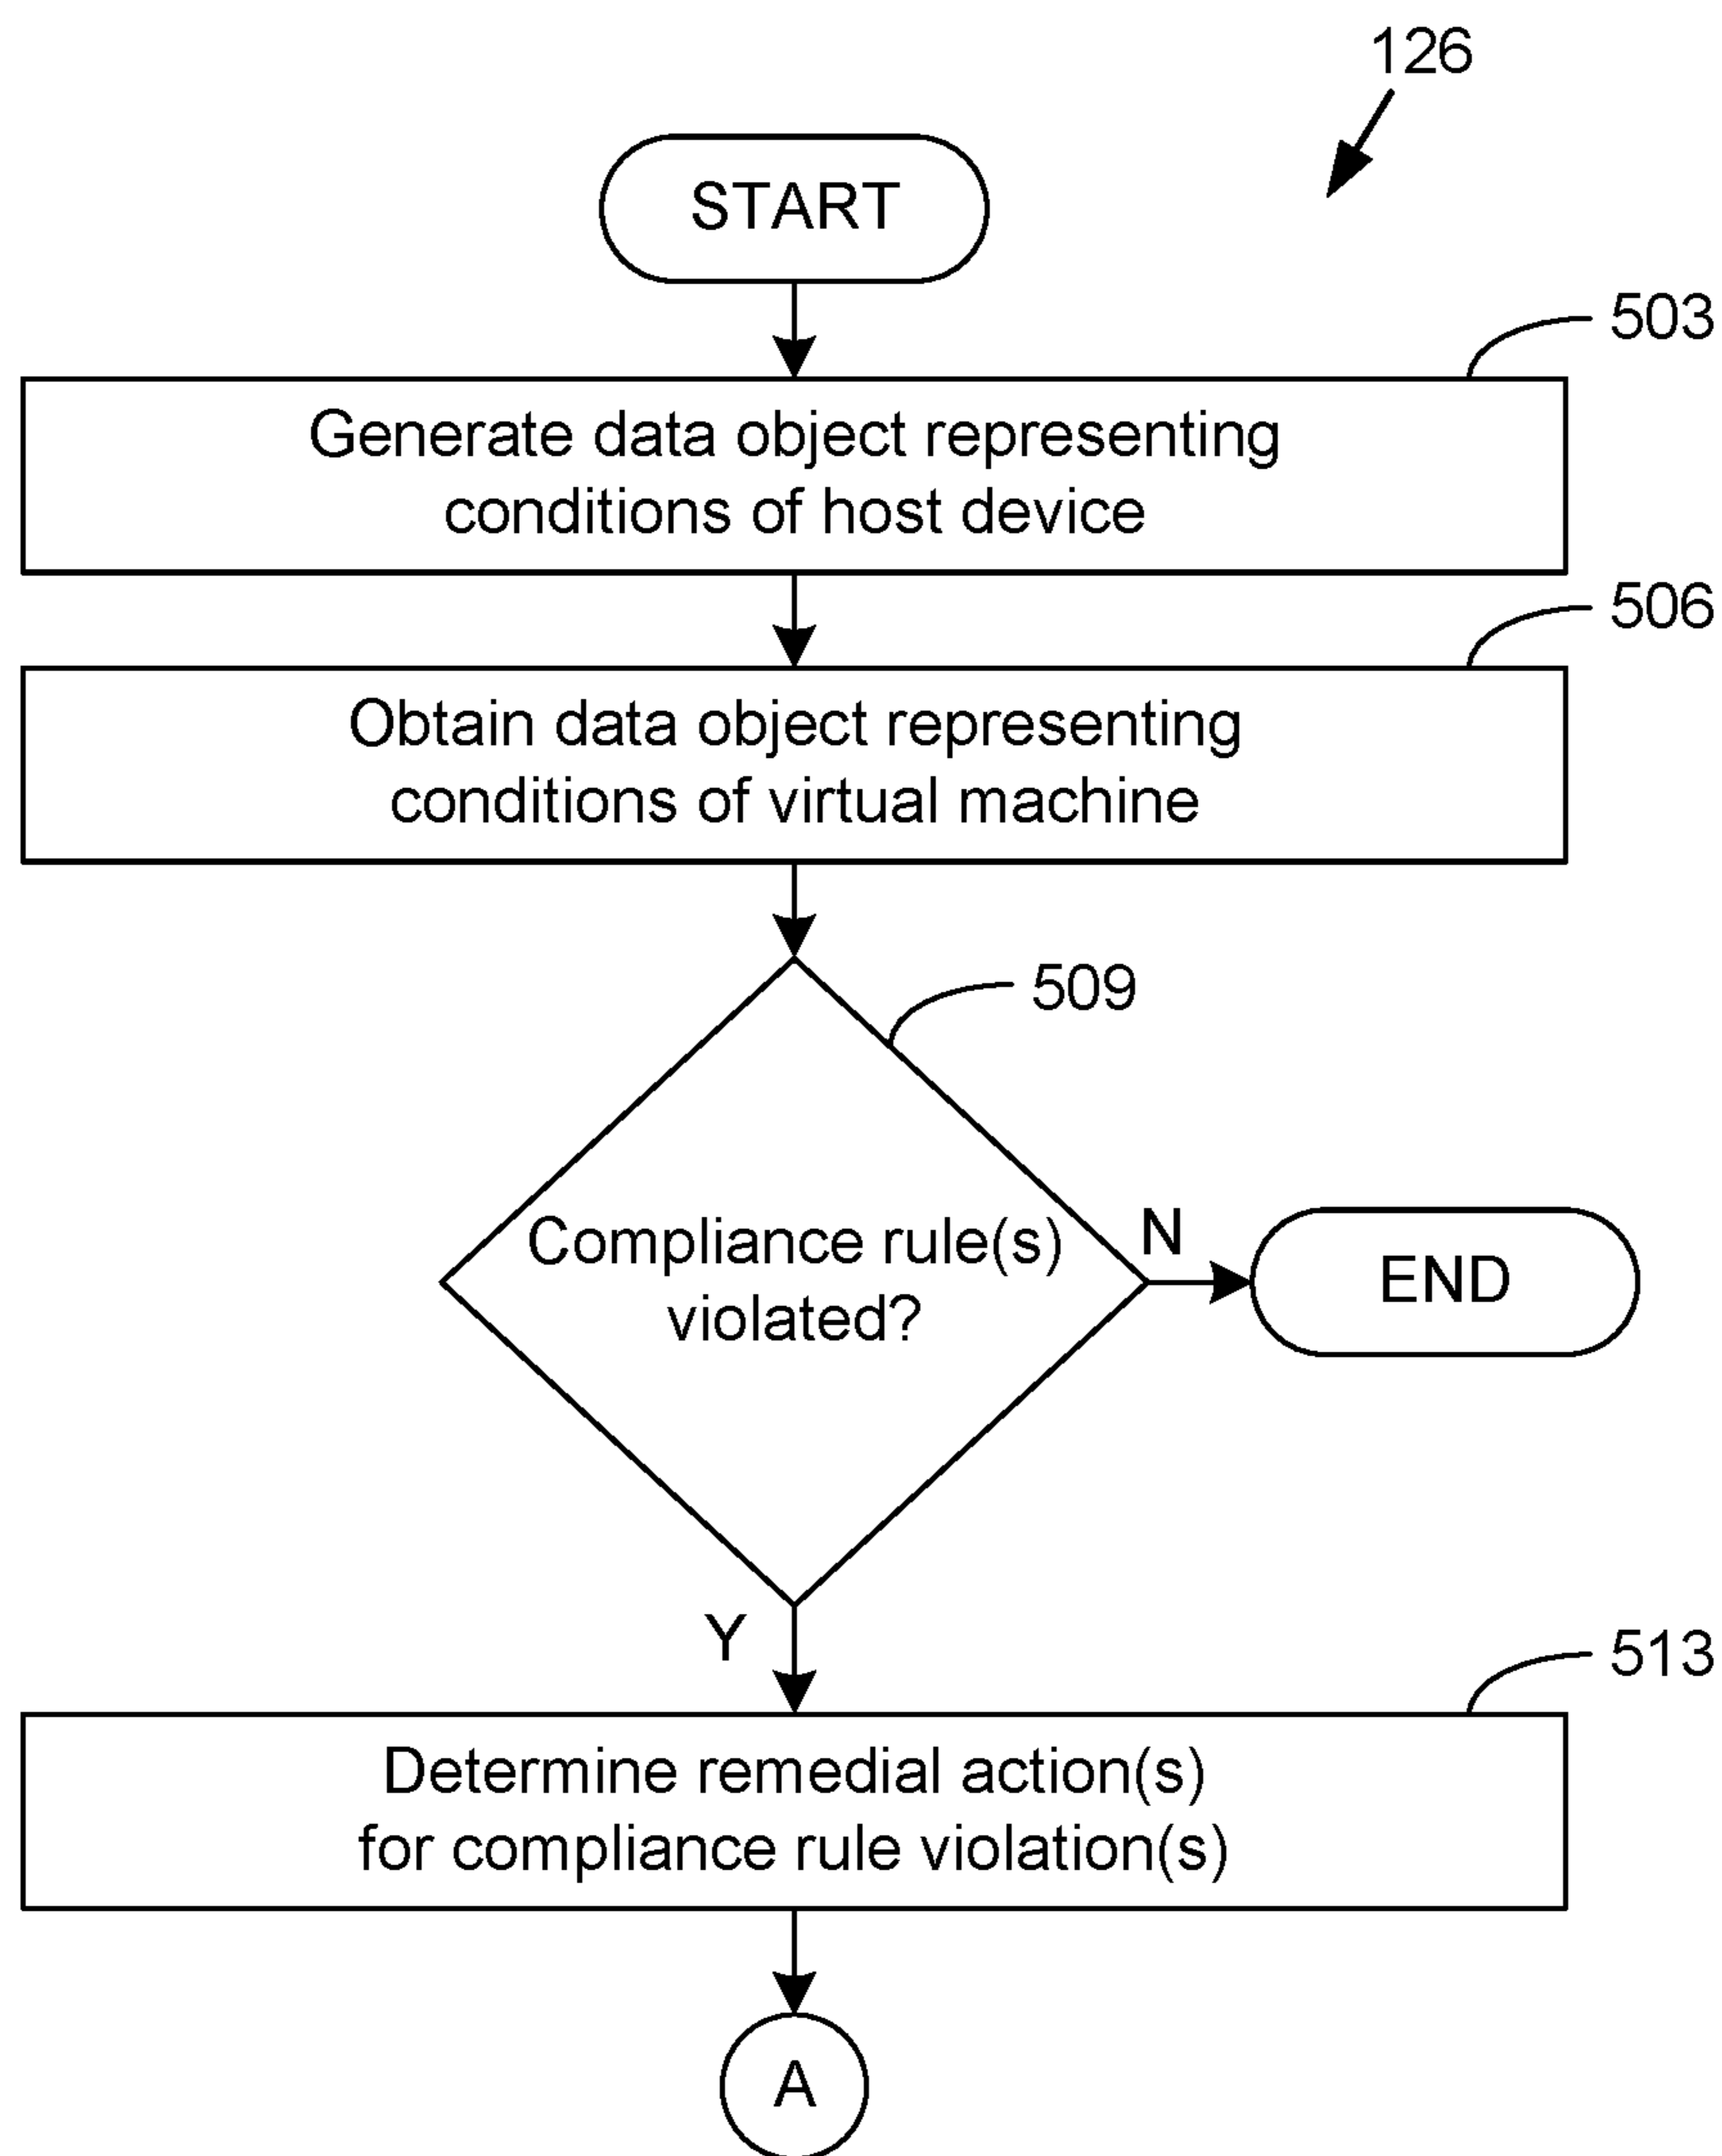 126
START
503
Generate data object representing
conditions of host device
506
Obtain data object representing
conditions of virtual machine
509
Compliance rule(s)
violated?
N
END
Y
513
Determine remedial action(s)
for compliance rule violation(s)
A